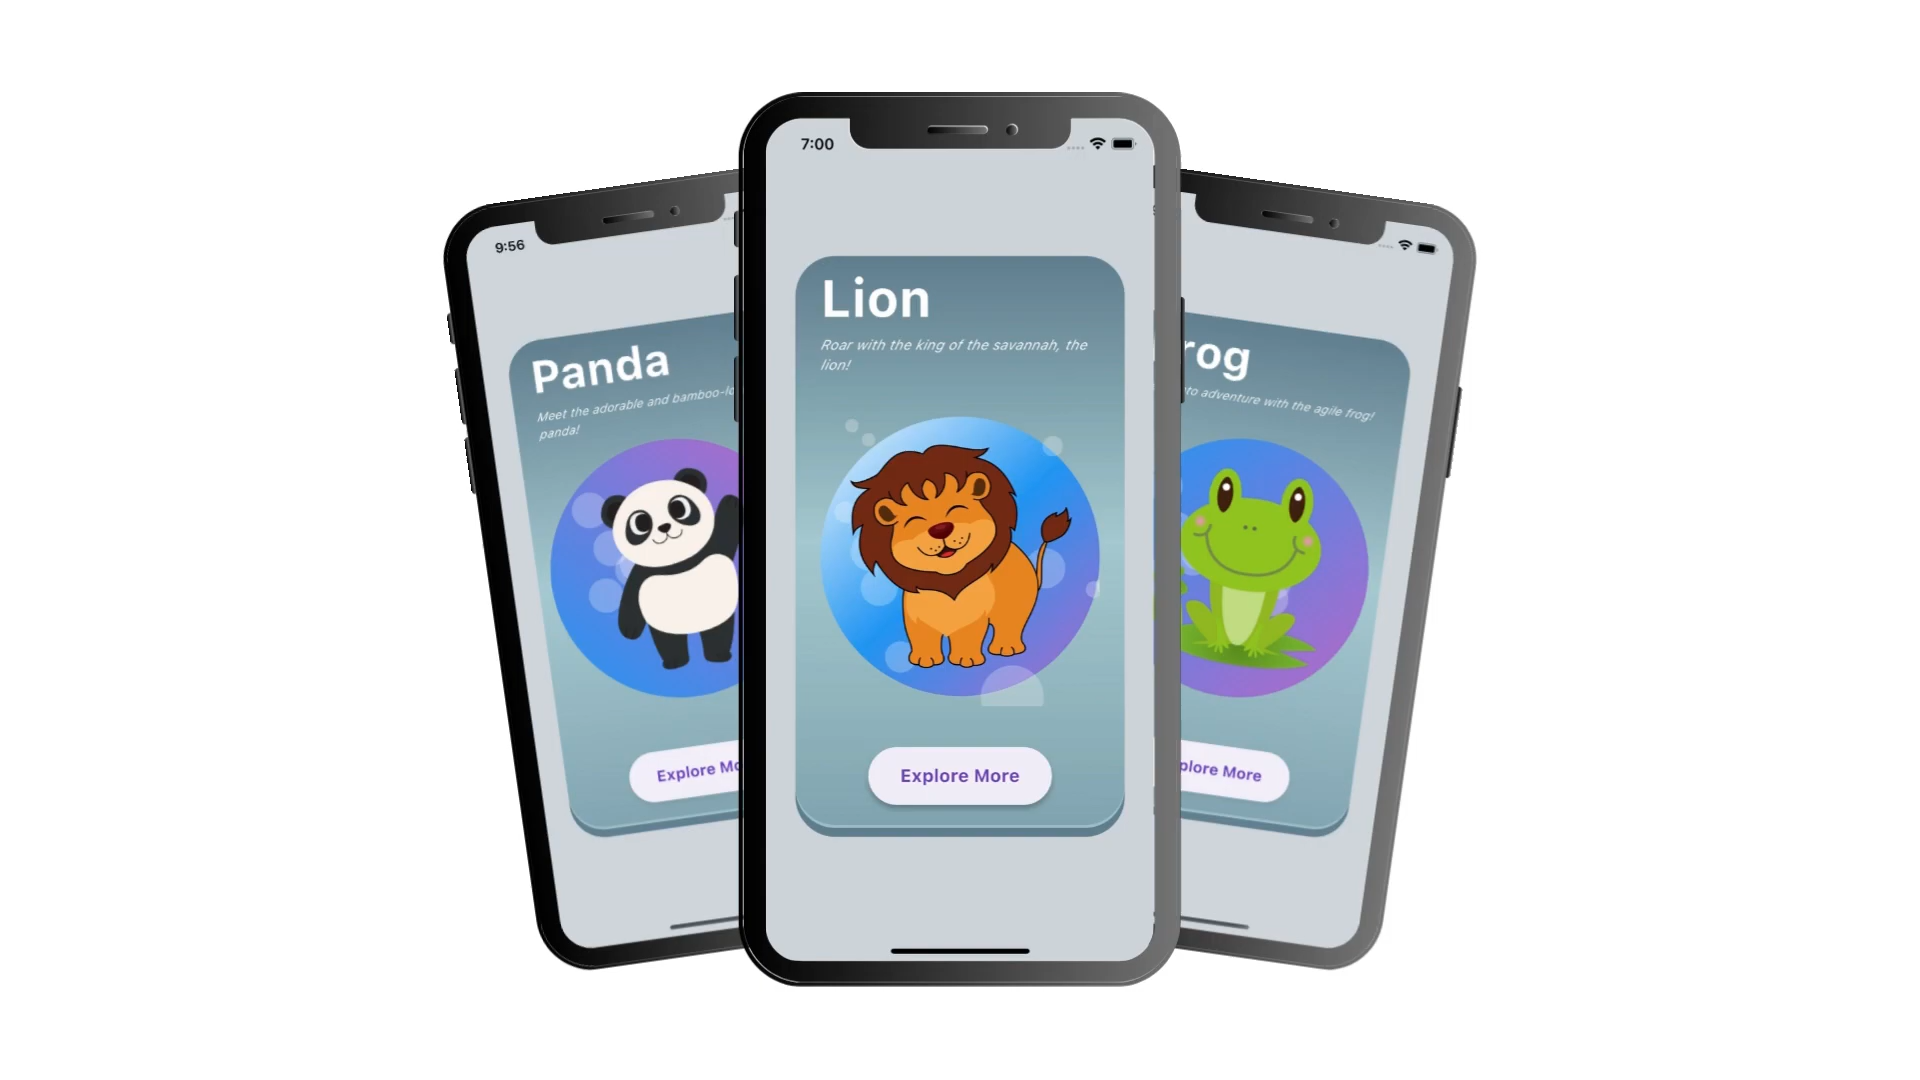 9:56
Panda
Meet the adorable and bamboo-lo
panda!
Explore Mo
7:00
Lion
Roar with the king of the savannah, the
lion!
Explore More
rog
to adventure with the agile frog!
plore More